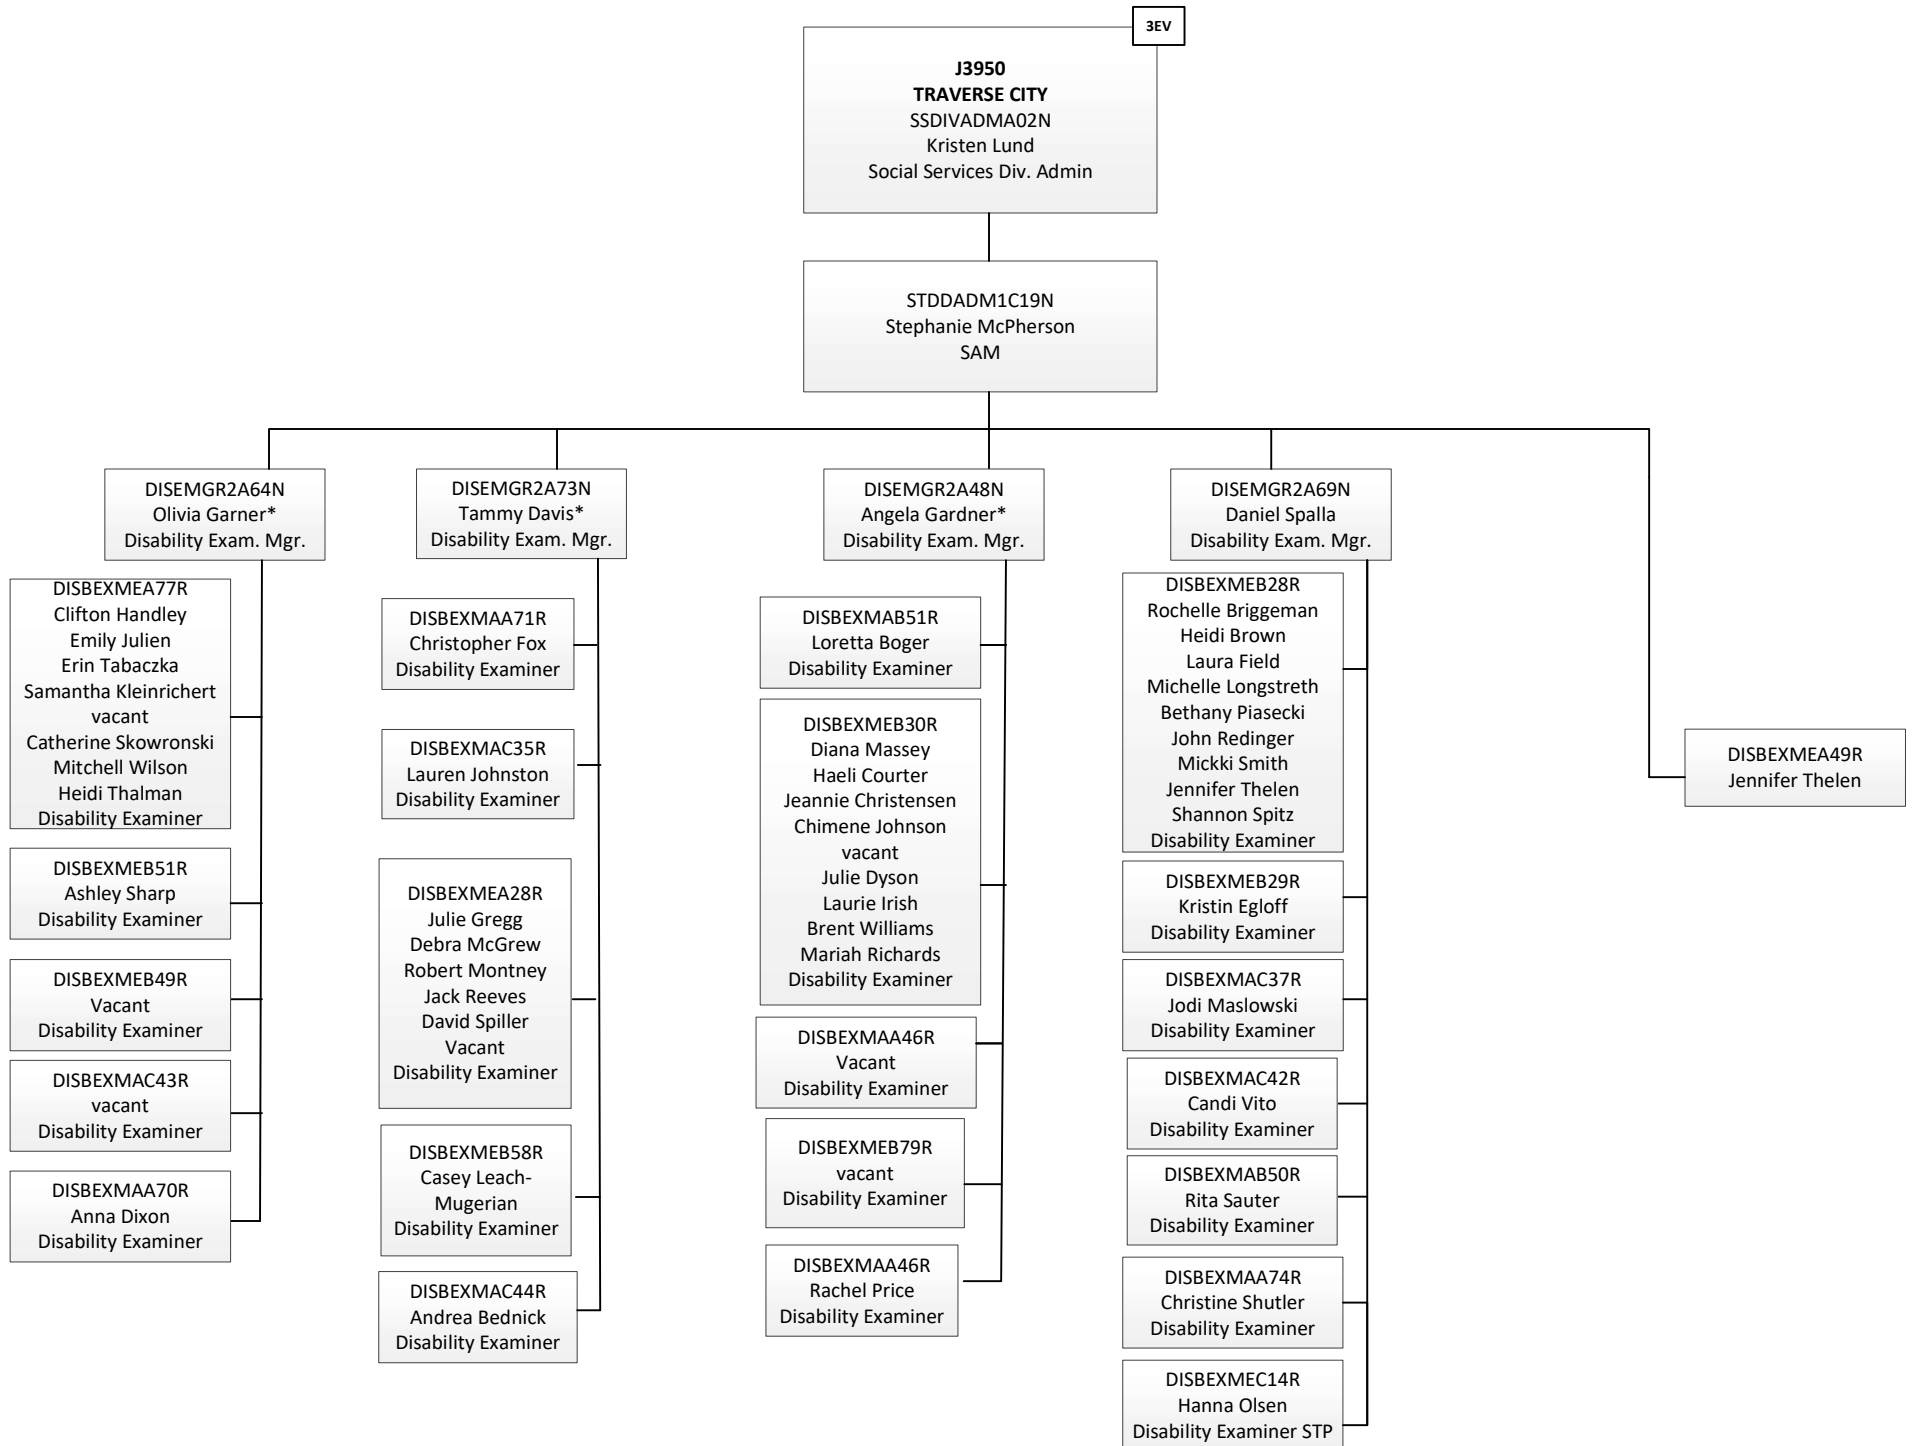 3EV
J3950
TRAVERSE CITY
SSDIVADMA02N
Kristen Lund
Social Services Div. Admin
STDDADM1C19N
Stephanie McPherson
SAM
DISEMGR2A64N
Olivia Garner*
Disability Exam. Mgr.
DISBEXMEA77R
Clifton Handley
Emily Julien
Erin Tabaczka
Samantha Kleinrichert
vacant
Catherine Skowronski
Mitchell Wilson
Heidi Thalman
Disability Examiner
DISBEXMEB51R
Ashley Sharp
Disability Examiner
DISBEXMEB49R
Vacant
Disability Examiner
DISBEXMAC43R
vacant
Disability Examiner
DISBEXMAA70R
Anna Dixon
Disability Examiner
DISEMGR2A73N
Tammy Davis*
Disability Exam. Mgr.
DISBEXMAA71R
Christopher Fox
Disability Examiner
DISBEXMAC35R
Lauren Johnston
Disability Examiner
DISBEXMEA28R
Julie Gregg
Debra McGrew
Robert Montney
Jack Reeves
David Spiller
Vacant
Disability Examiner
DISBEXMEB58R
Casey Leach-
Mugerian
Disability Examiner
DISBEXMAC44R
Andrea Bednick
Disability Examiner
DISEMGR2A48N
Angela Gardner*
Disability Exam. Mgr.
DISBEXMAB51R
Loretta Boger
Disability Examiner
DISBEXMEB30R
Diana Massey
Haeli Courter
Jeannie Christensen
Chimene Johnson
vacant
Julie Dyson
Laurie Irish
Brent Williams
Mariah Richards
Disability Examiner
DISBEXMAA46R
Vacant
Disability Examiner
DISBEXMEB79R
vacant
Disability Examiner
DISBEXMAA46R
Rachel Price
Disability Examiner
DISEMGR2A69N
Daniel Spalla
Disability Exam. Mgr.
DISBEXMEB28R
Rochelle Briggeman
Heidi Brown
Laura Field
Michelle Longstreth
Bethany Piasecki
John Redinger
Mickki Smith
Jennifer Thelen
Shannon Spitz
Disability Examiner
DISBEXMEB29R
Kristin Egloff
Disability Examiner
DISBEXMAC37R
Jodi Maslowski
Disability Examiner
DISBEXMAC42R
Candi Vito
Disability Examiner
DISBEXMAB50R
Rita Sauter
Disability Examiner
DISBEXMAA74R
Christine Shutler
Disability Examiner
DISBEXMEC14R
Hanna Olsen
Disability Examiner STP
DISBEXMEA49R
Jennifer Thelen